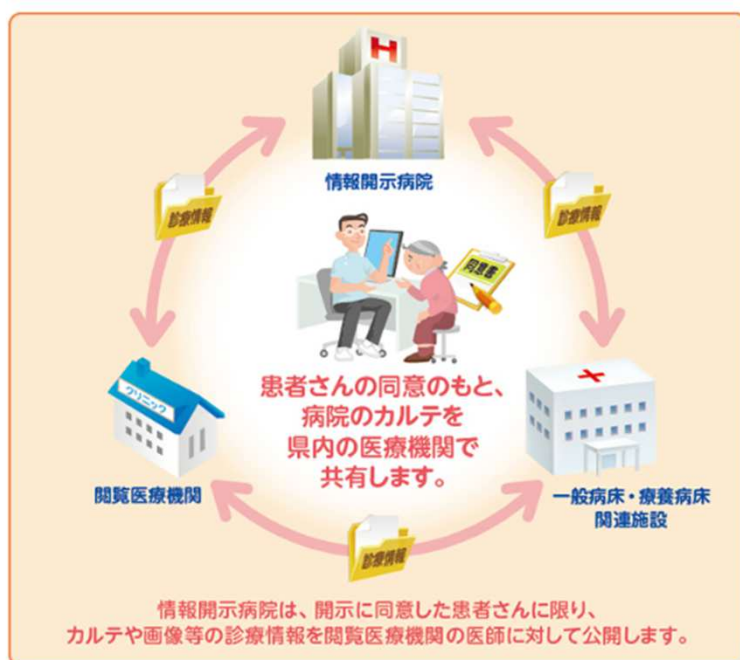 H
情報開示病院
診療情報
診療情報
同意書
患者さんの同意のもと、
病院のカルテを
県内の医療機関で
共有します。
クリニック
閲覧医療機関
一般病床・療養病床
関連施設
診療情報
情報開示病院は、開示に同意した患者さんに限り、
カルテや画像等の診療情報を閲覧医療機関の医師に対して公開します。